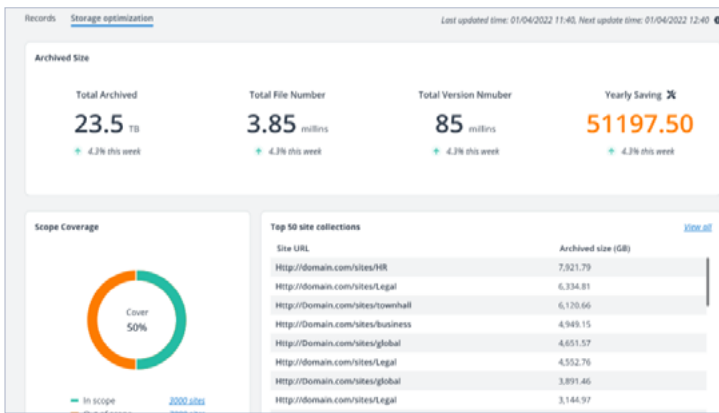 Records Storage optimization Last updated time: 01/04/2022 11:40, Next update time: 01/04/2022 12:40
Archived Size
Total Archived Total File Number Total Version Nmuber Yearly Saving
23.5 TB 3.85 millins 85 millins 51197.50
4.3% this week 4.3% this week 4.3% this week 4.3% this week
Scope Coverage
Cover
50%
In scope 3000 sites
Out of scope 3000 sites
Top 50 site collections View all
Site URL Archived size (GB)
Http://domain.com/sites/HR 7,921.79
Http://domain.com/sites/Legal 6,334.81
Http://Domain.com/sites/townhall 6,120.66
Http://domain.com/sites/business 4,949.15
Http://domain.com/sites/global 4,651.57
Http://domain.com/sites/Legal 4,552.76
Http://Domain.com/sites/global 3,891.46
Http://domain.com/sites/Legal 3,144.97